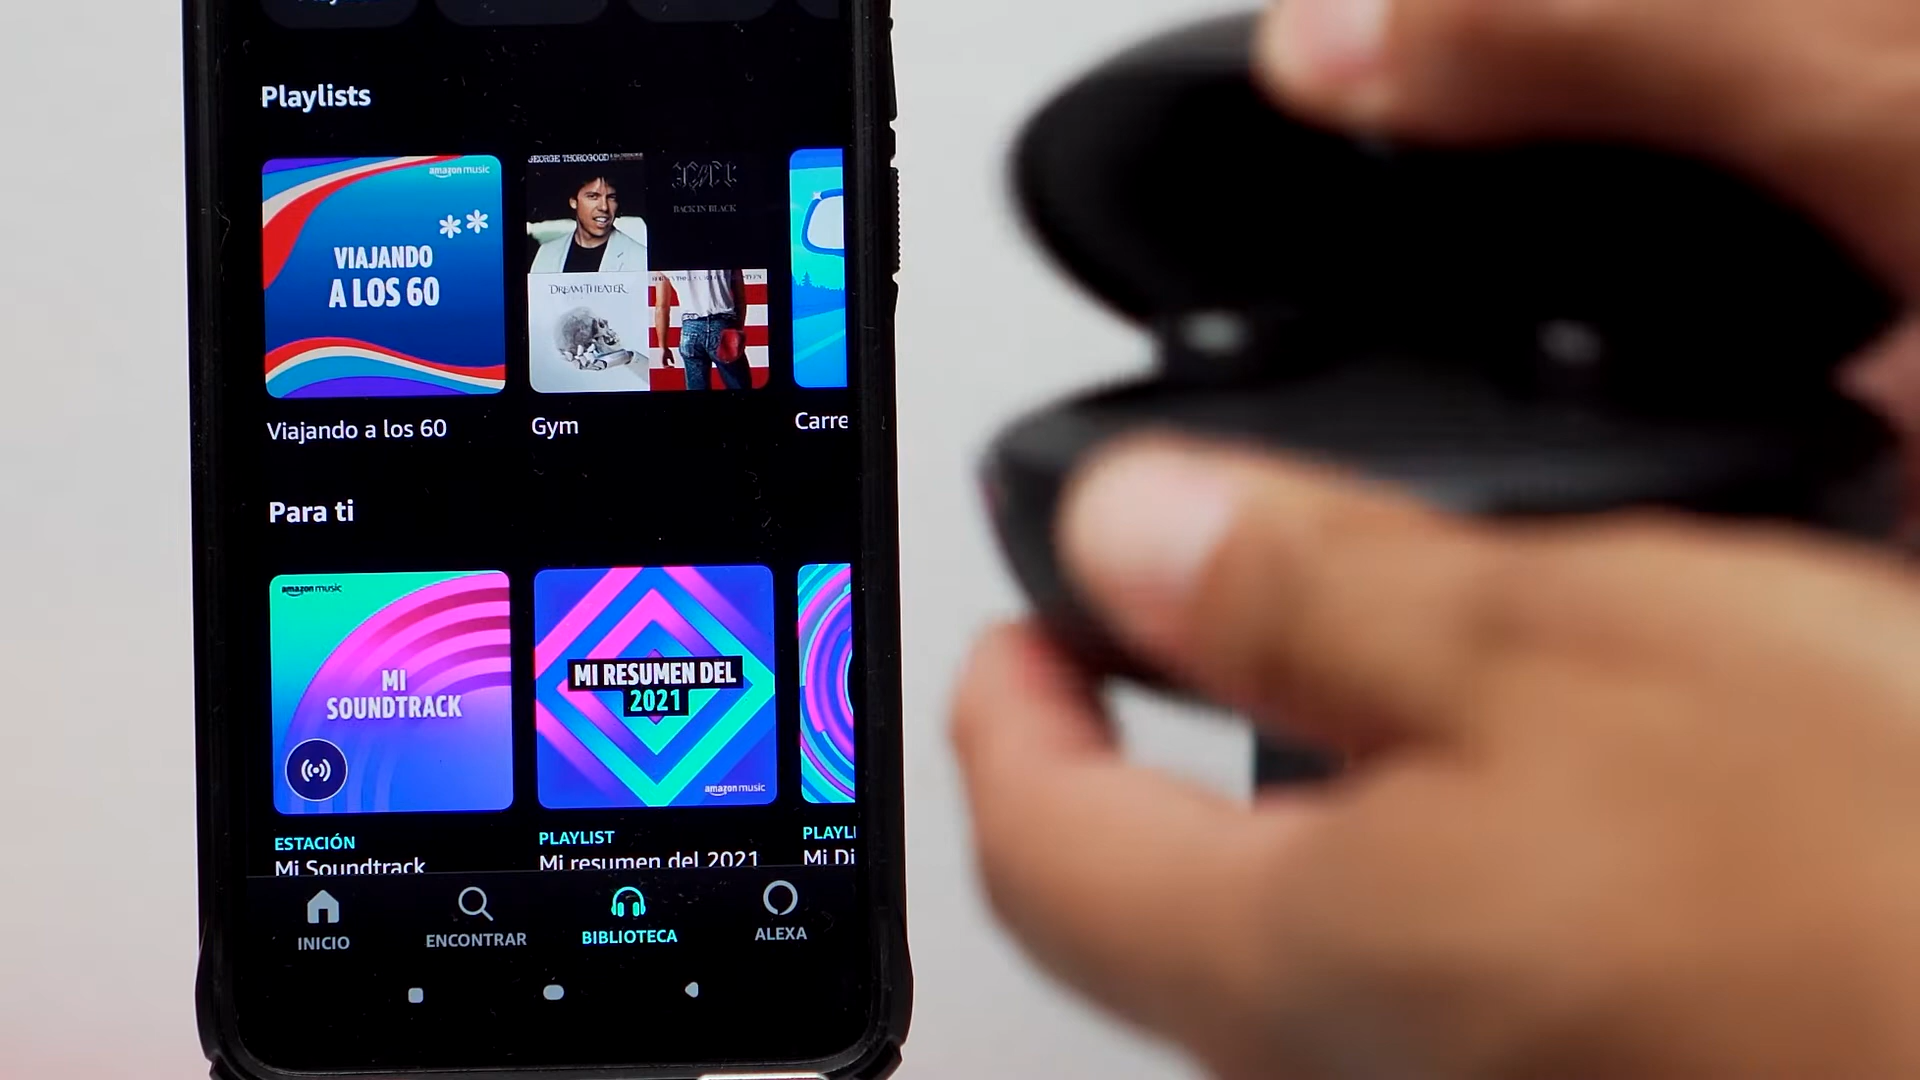 Playlists
amazon music
VIAJANDO
A LOS 60
GEORGE THOROGOOD
BACK IN BLACK
DREAM THEATER
Viajando a los 60
Gym
Carre
Para ti
amazon music
MI
SOUNDTRACK
MI RESUMEN DEL
2021
amazon music
ESTACIÓN
Mi Soundtrack
PLAYLIST
Mi resumen del 2021
PLAYLI
Mi Di
INICIO
ENCONTRAR
BIBLIOTECA
ALEXA